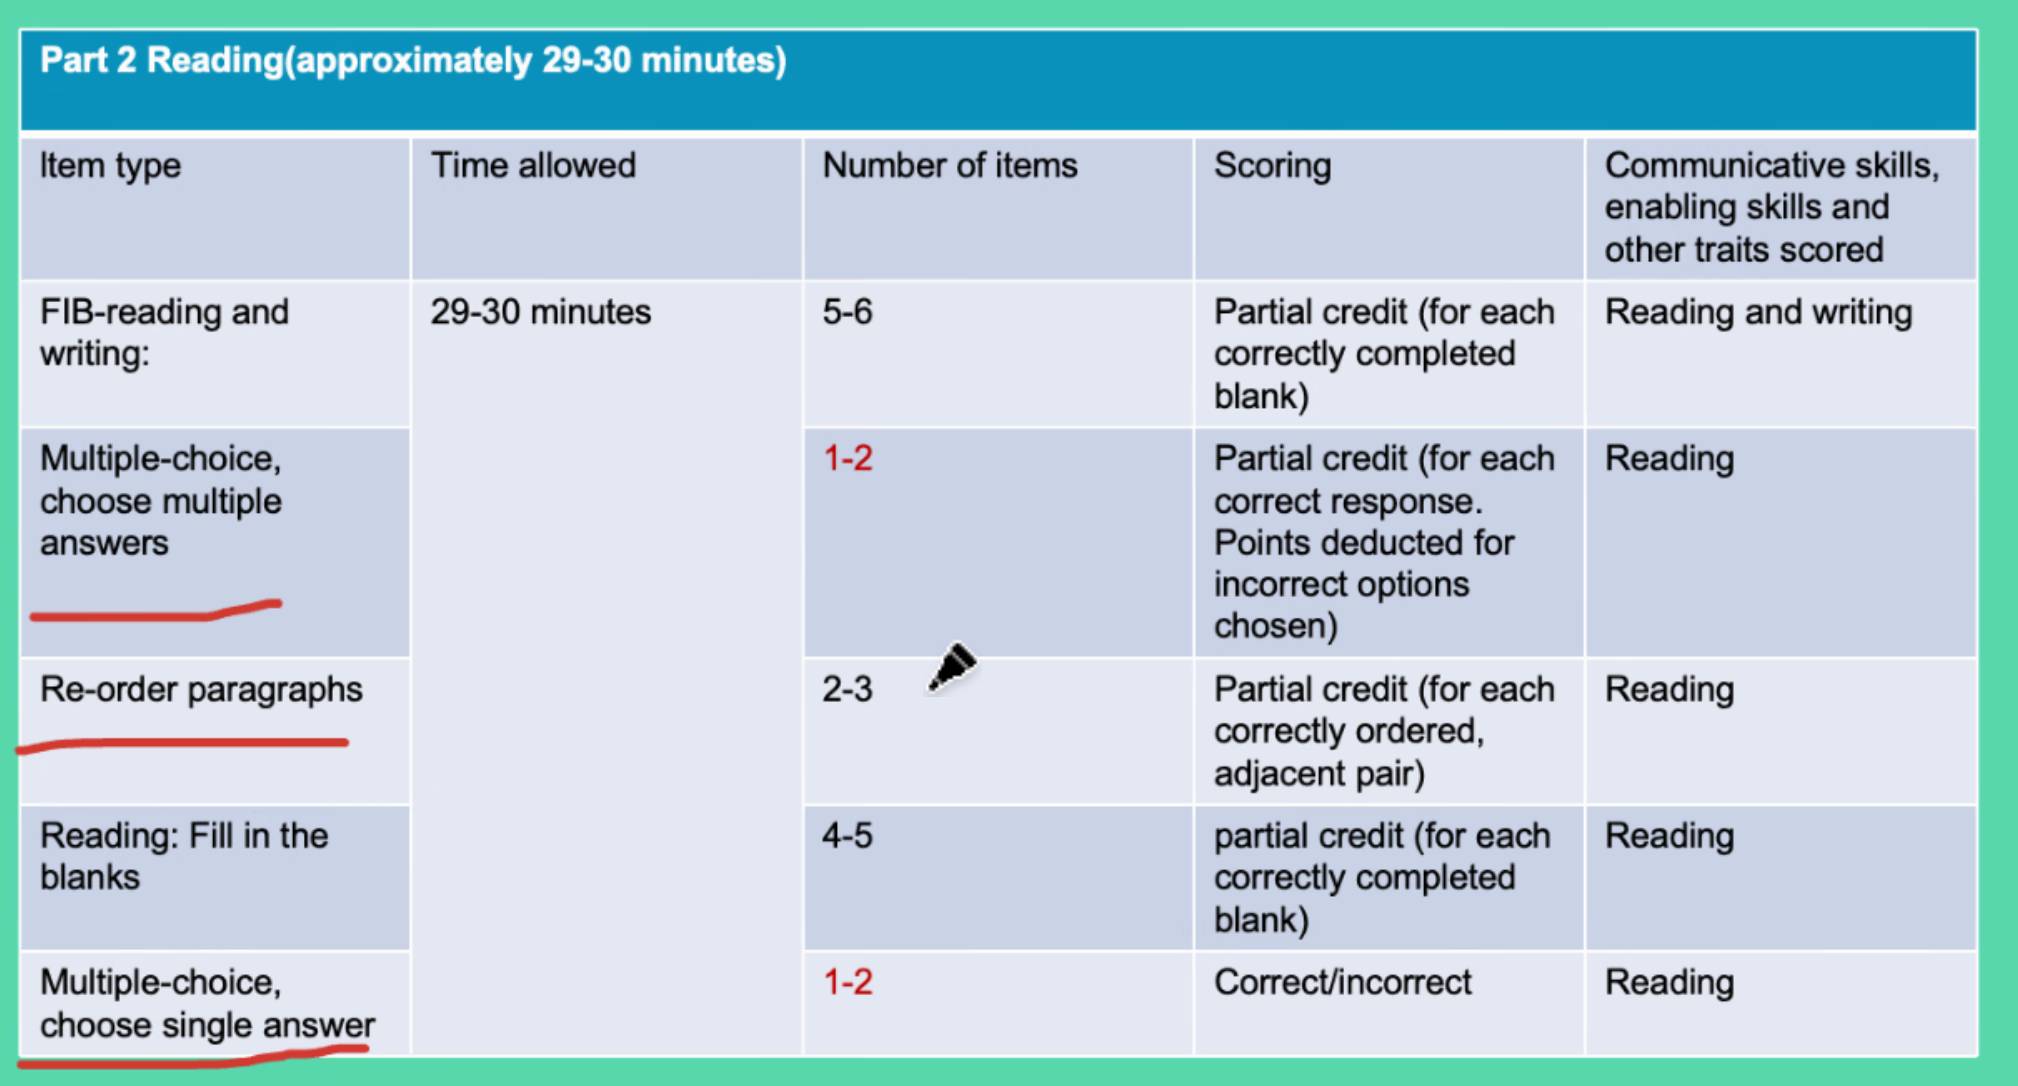 Part 2 Reading(approximately 29-30 minutes)
Item type
Time allowed
Number of items
Scoring
Communicative skills,
enabling skills and
other traits scored
FIB-reading and
writing:
29-30 minutes
5-6
Partial credit (for each
correctly completed
blank)
Reading and writing
Multiple-choice,
choose multiple
answers
1-2
Partial credit (for each
correct response.
Points deducted for
incorrect options
chosen)
Reading
Re-order paragraphs
2-3
Partial credit (for each
correctly ordered,
adjacent pair)
Reading
Reading: Fill in the
blanks
4-5
partial credit (for each
correctly completed
blank)
Reading
Multiple-choice,
choose single answer
1-2
Correct/incorrect
Reading